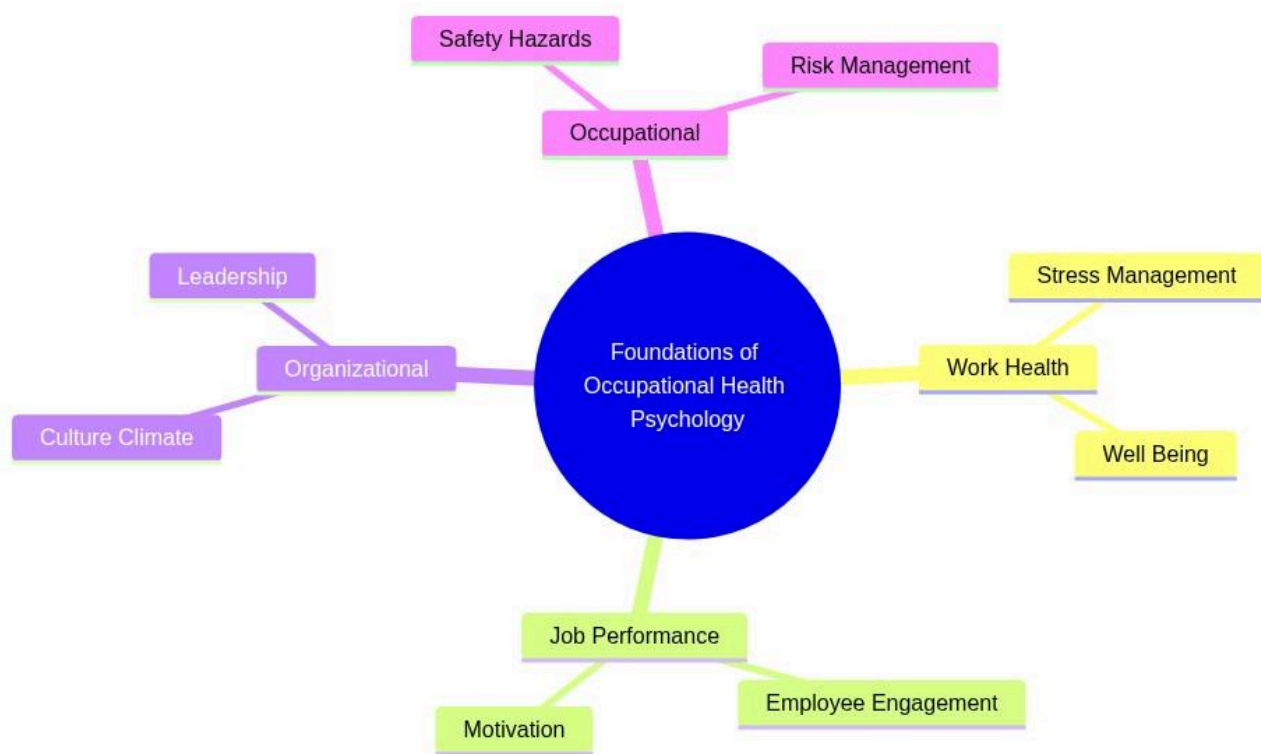 Safety Hazards
Risk Management
Occupational
Leadership
Organizational
Culture Climate
Foundations of
Occupational Health
Psychology
Stress Management
Work Health
Well Being
Job Performance
Employee Engagement
Motivation